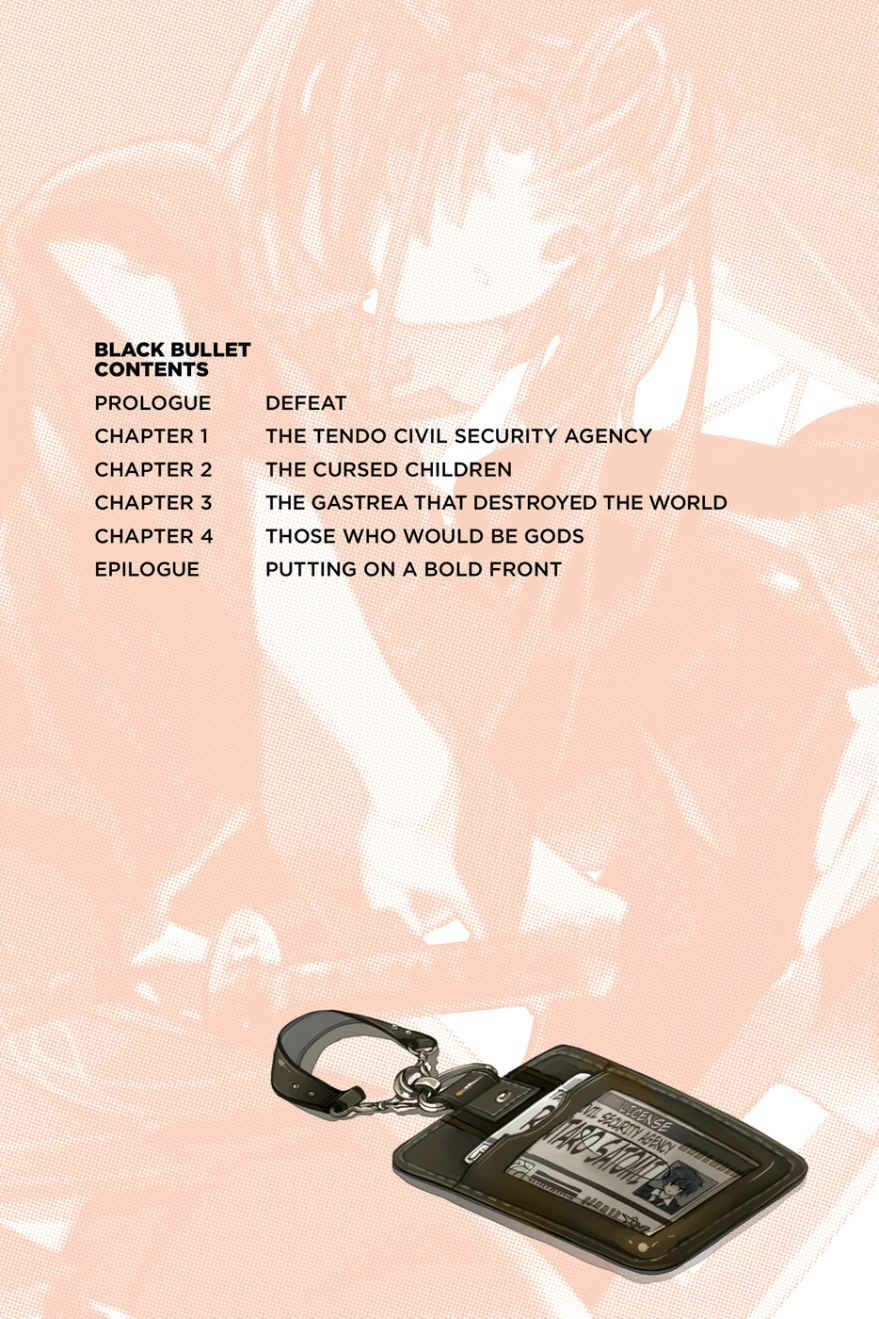 BLACK BULLET
CONTENTS
PROLOGUE DEFEAT
CHAPTER 1 THE TENDO CIVIL SECURITY AGENCY
CHAPTER 2 THE CURSED CHILDREN
CHAPTER 3 THE GASTREA THAT DESTROYED THE WORLD
CHAPTER 4 THOSE WHO WOULD BE GODS
EPILOGUE PUTTING ON A BOLD FRONT
LICENSE
SECURITY AGENCY
SATOMI